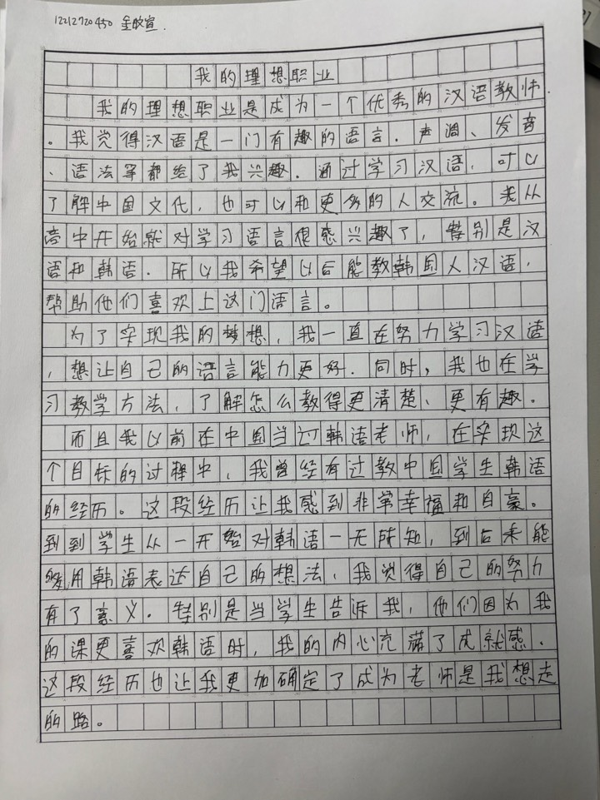 12212720450 金旼宣.
我的理想职业
我的理想职业是成为一个优秀的汉语教师
。我觉得汉语是一门有趣的语言.声调、发音
、语法等都给了我兴趣.通过学习汉语,可以
了解中国文化,也可以和更多的人交流。我从
高中开始就对学习语言很感兴趣了,特别是汉
语和韩语.所以我希望以后能教韩国人汉语,
帮助他们喜欢上这门语言。
为了实现我的梦想,我一直在努力学习汉语
,想让自己的语言能力更好.同时,我也在学
习教学方法,了解怎么教得更清楚、更有趣.
而且我以前在中国当过韩语老师,在实现这
个目标的过程中,我曾经有过教中国学生韩语
的经历。这段经历让我感到非常幸福和自豪。
到到学生从一开始对韩语一无所知,到后来能
够用韩语表达自己的想法,我觉得自己的努力
有了意义.特别是当学生告诉我,他们因为我
的课更喜欢韩语时,我的内心充满了成就感.
这段经历也让我更加确定了成为老师是我想走
的路。